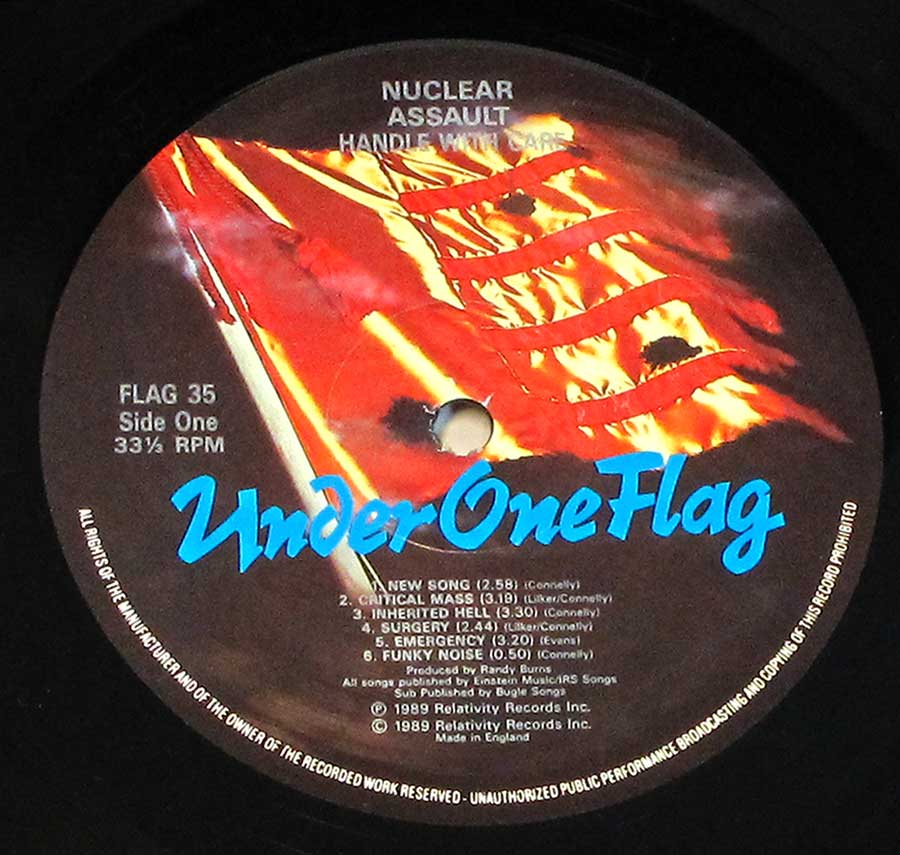 NUCLEAR
ASSAULT
HANDLE WITH CARE
FLAG 35
Side One
33⅓ RPM
Under One Flag
1. NEW SONG (2.58) (Connelly)
2. CRITICAL MASS (3.19) (Lilker/Connelly)
3. INHERITED HELL (3.30) (Connelly)
4. SURGERY (2.44) (Lilker/Connelly)
5. EMERGENCY (3.20) (Evans)
6. FUNKY NOISE (0.50) (Connelly)
Produced by Randy Burns
All songs published by Einstein Music/IRS Songs
Sub Published by Bugle Songs
℗ 1989 Relativity Records Inc.
© 1989 Relativity Records Inc.
Made in England
ALL RIGHTS OF THE MANUFACTURER AND OF THE OWNER OF THE RECORDED WORK RESERVED - UNAUTHORIZED PUBLIC PERFORMANCE BROADCASTING AND COPYING OF THIS RECORD PROHIBITED